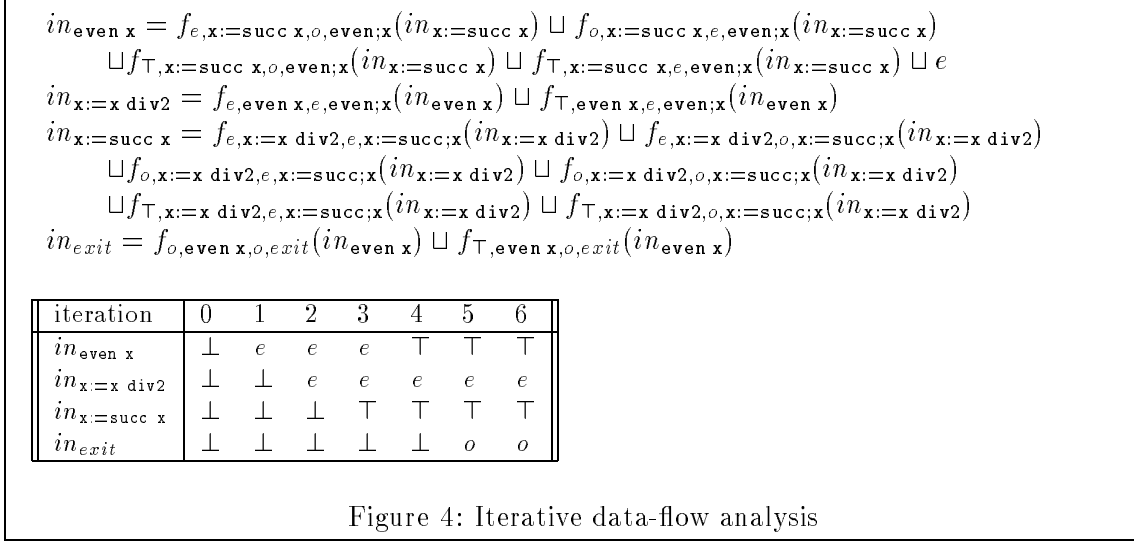 in_{even x} = f_{e,x:=succ x,o,even;x}(in_{x:=succ x}) ⊔ f_{o,x:=succ x,e,even;x}(in_{x:=succ x})
⊔f_{⊤,x:=succ x,o,even;x}(in_{x:=succ x}) ⊔ f_{⊤,x:=succ x,e,even;x}(in_{x:=succ x}) ⊔ e
in_{x:=x div2} = f_{e,even x,e,even;x}(in_{even x}) ⊔ f_{⊤,even x,e,even;x}(in_{even x})
in_{x:=succ x} = f_{e,x:=x div2,e,x:=succ;x}(in_{x:=x div2}) ⊔ f_{e,x:=x div2,o,x:=succ;x}(in_{x:=x div2})
⊔f_{o,x:=x div2,e,x:=succ;x}(in_{x:=x div2}) ⊔ f_{o,x:=x div2,o,x:=succ;x}(in_{x:=x div2})
⊔f_{⊤,x:=x div2,e,x:=succ;x}(in_{x:=x div2}) ⊔ f_{⊤,x:=x div2,o,x:=succ;x}(in_{x:=x div2})
in_{exit} = f_{o,even x,o,exit}(in_{even x}) ⊔ f_{⊤,even x,o,exit}(in_{even x})
iteration 0 1 2 3 4 5 6
in_{even x} ⊥ e e e ⊤ ⊤ ⊤
in_{x:=x div2} ⊥ ⊥ e e e e e
in_{x:=succ x} ⊥ ⊥ ⊥ ⊤ ⊤ ⊤ ⊤
in_{exit} ⊥ ⊥ ⊥ ⊥ ⊥ o o
Figure 4: Iterative data-flow analysis